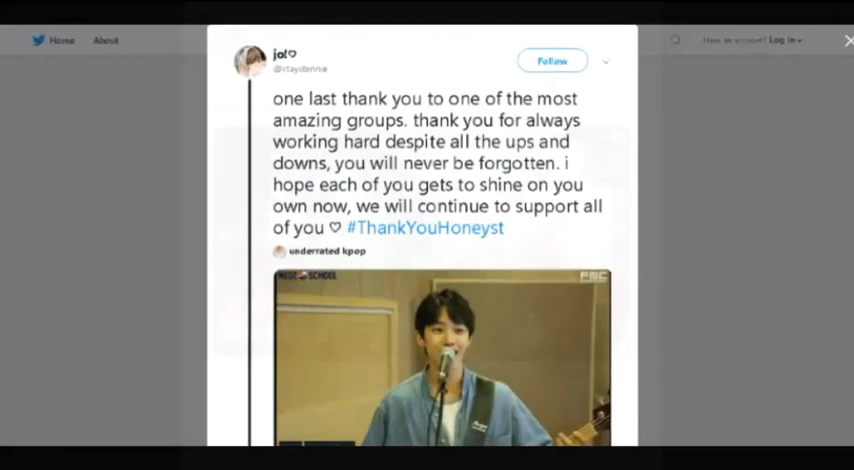 Home About
Have an account? Log in
jo!♡
Follow
one last thank you to one of the most
amazing groups. thank you for always
working hard despite all the ups and
downs, you will never be forgotten. i
hope each of you gets to shine on you
own now, we will continue to support all
of you ♡ #ThankYouHoneyst
underrated kpop
SCHOOL
FNC